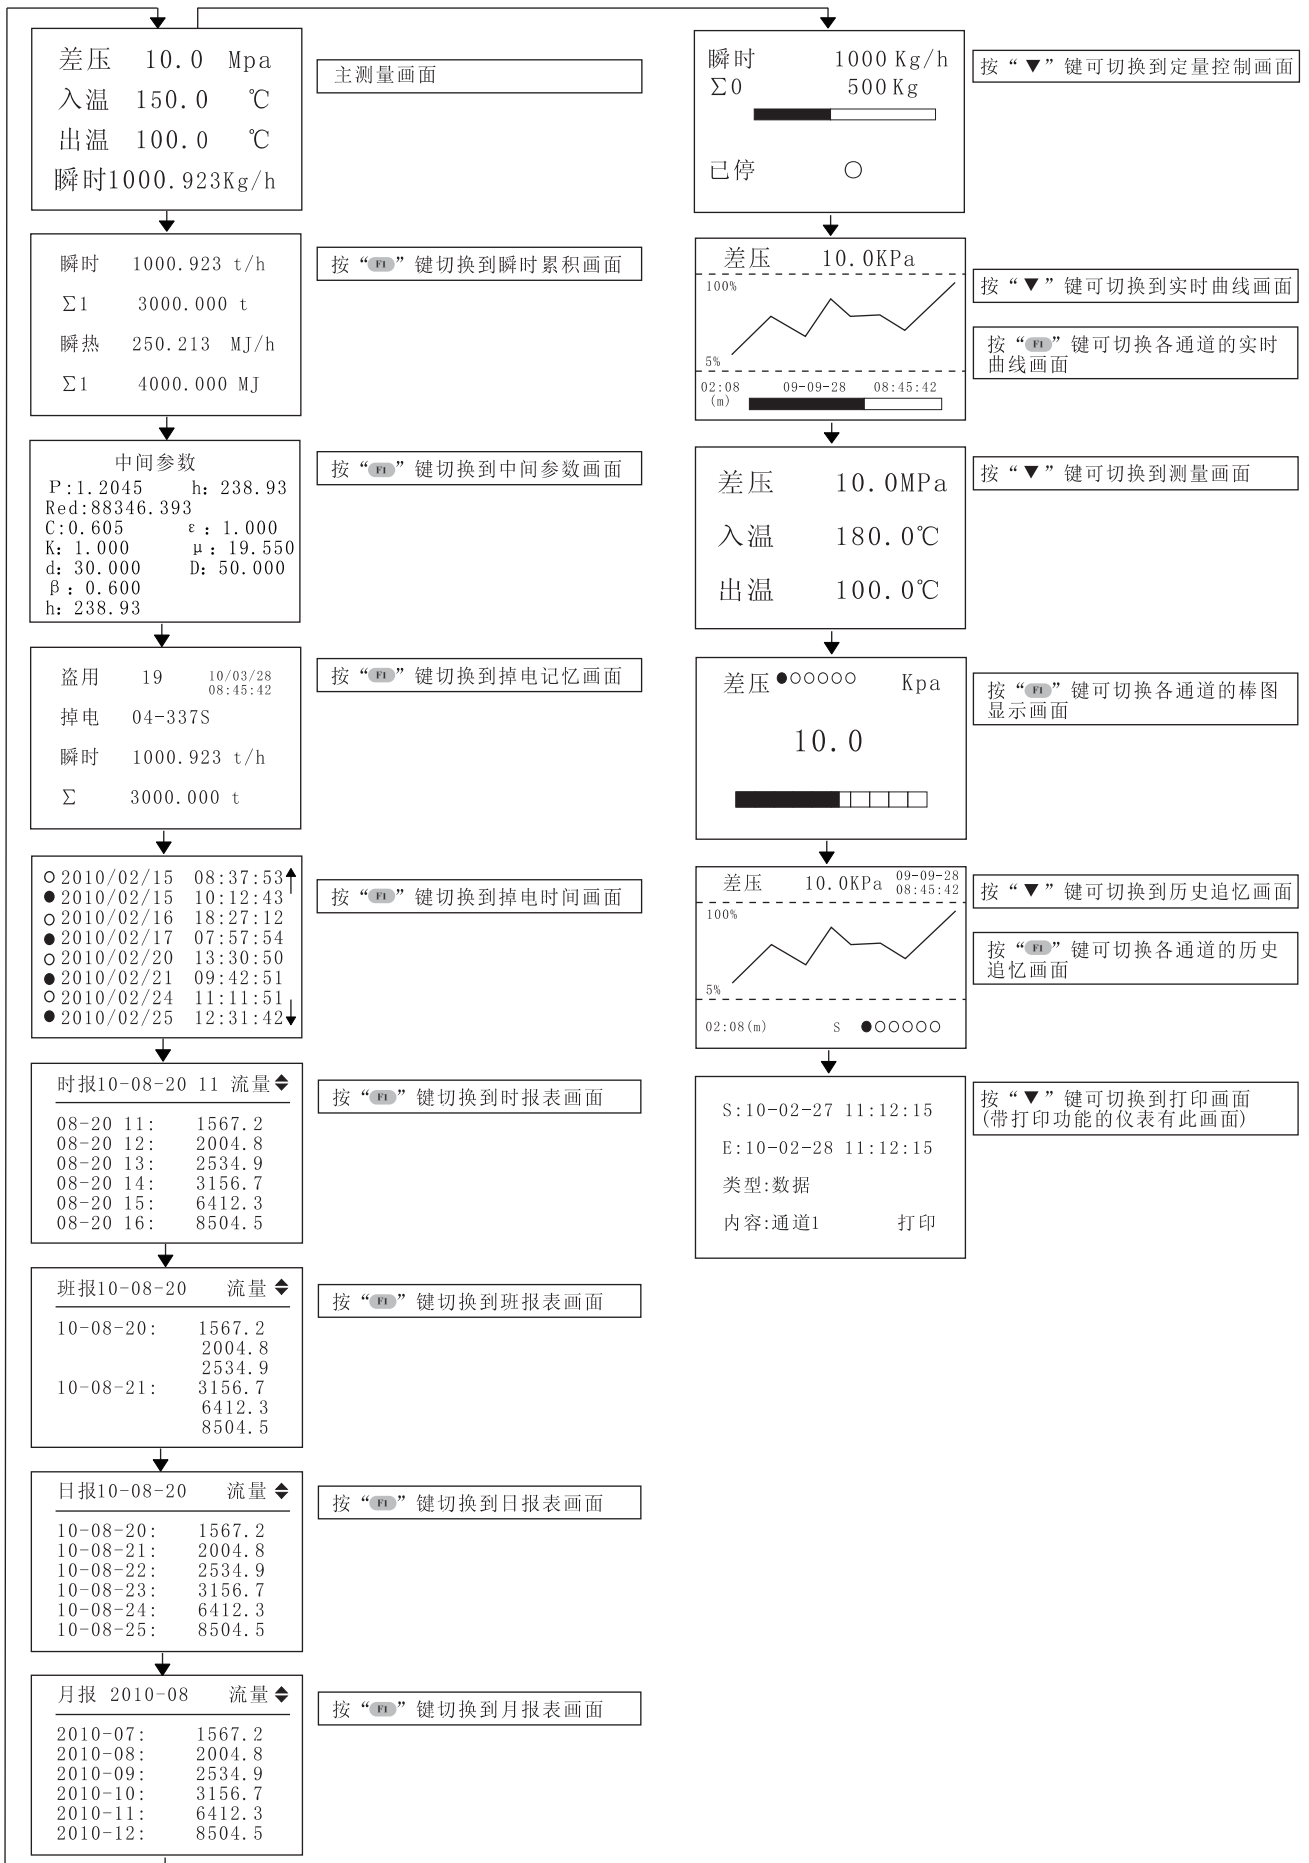 差压 10.0 Mpa
入温 150.0 ℃
出温 100.0 ℃
瞬时1000.923Kg/h
主测量画面
瞬时 1000.923 t/h
∑1 3000.000 t
瞬热 250.213 MJ/h
∑1 4000.000 MJ
按“F1”键切换到瞬时累积画面
中间参数
P:1.2045 h: 238.93
Red:88346.393
C:0.605 ε: 1.000
K: 1.000 μ: 19.550
d: 30.000 D: 50.000
β: 0.600
h: 238.93
按“F1”键切换到中间参数画面
盗用 19 10/03/28
08:45:42
掉电 04-337S
瞬时 1000.923 t/h
∑ 3000.000 t
按“F1”键切换到掉电记忆画面
○2010/02/15 08:37:53
●2010/02/15 10:12:43
○2010/02/16 18:27:12
●2010/02/17 07:57:54
○2010/02/20 13:30:50
●2010/02/21 09:42:51
○2010/02/24 11:11:51
●2010/02/25 12:31:42
按“F1”键切换到掉电时间画面
时报10-08-20 11 流量
08-20 11: 1567.2
08-20 12: 2004.8
08-20 13: 2534.9
08-20 14: 3156.7
08-20 15: 6412.3
08-20 16: 8504.5
按“F1”键切换到时报表画面
班报10-08-20 流量
10-08-20: 1567.2
2004.8
2534.9
10-08-21: 3156.7
6412.3
8504.5
按“F1”键切换到班报表画面
日报10-08-20 流量
10-08-20: 1567.2
10-08-21: 2004.8
10-08-22: 2534.9
10-08-23: 3156.7
10-08-24: 6412.3
10-08-25: 8504.5
按“F1”键切换到日报表画面
月报 2010-08 流量
2010-07: 1567.2
2010-08: 2004.8
2010-09: 2534.9
2010-10: 3156.7
2010-11: 6412.3
2010-12: 8504.5
按“F1”键切换到月报表画面
瞬时 1000 Kg/h
∑0 500 Kg
已停 ○
按“▼”键可切换到定量控制画面
差压 10.0KPa
100%
5%
02:08 09-09-28 08:45:42
(m)
按“▼”键可切换到实时曲线画面
按“F1”键可切换各通道的实时
曲线画面
差压 10.0MPa
入温 180.0℃
出温 100.0℃
按“▼”键可切换到测量画面
差压●○○○○○ Kpa
10.0
按“F1”键可切换各通道的棒图
显示画面
差压 10.0KPa 09-09-28
08:45:42
100%
5%
02:08(m) S ●○○○○○
按“▼”键可切换到历史追忆画面
按“F1”键可切换各通道的历史
追忆画面
S:10-02-27 11:12:15
E:10-02-28 11:12:15
类型:数据
内容:通道1 打印
按“▼”键可切换到打印画面
(带打印功能的仪表有此画面)